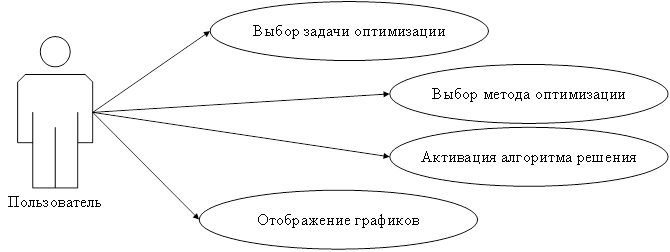 Выбор задачи оптимизации
Выбор метода оптимизации
Активация алгоритма решения
Пользователь
Отображение графиков